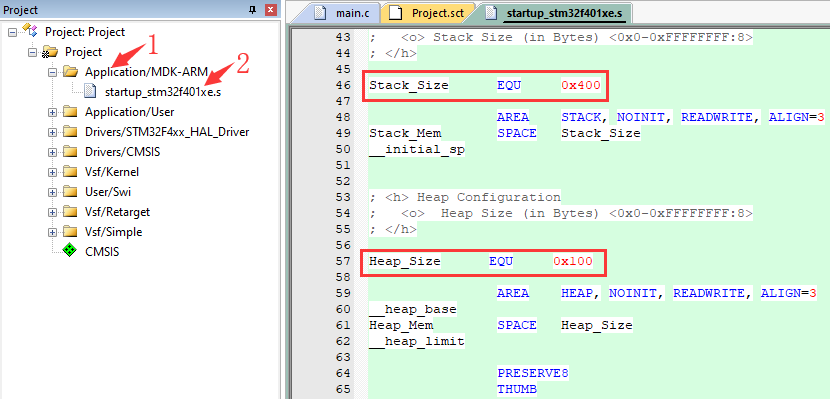 Project
Project: Project
Project
Application/MDK-ARM
startup_stm32f401xe.s
Application/User
Drivers/STM32F4xx_HAL_Driver
Drivers/CMSIS
Vsf/Kernel
User/Swi
Vsf/Retarget
Vsf/Simple
CMSIS
1
2
main.c
Project.sct
startup_stm32f401xe.s
43 ;   <o> Stack Size (in Bytes) <0x0-0xFFFFFFFF:8>
44 ; </h>
45
46 Stack_Size      EQU     0x400
47
48                 AREA    STACK, NOINIT, READWRITE, ALIGN=3
49 Stack_Mem       SPACE   Stack_Size
50 __initial_sp
51
52
53 ; <h> Heap Configuration
54 ;   <o>  Heap Size (in Bytes) <0x0-0xFFFFFFFF:8>
55 ; </h>
56
57 Heap_Size      EQU     0x100
58
59                 AREA    HEAP, NOINIT, READWRITE, ALIGN=3
60 __heap_base
61 Heap_Mem        SPACE   Heap_Size
62 __heap_limit
63
64                 PRESERVE8
65                 THUMB